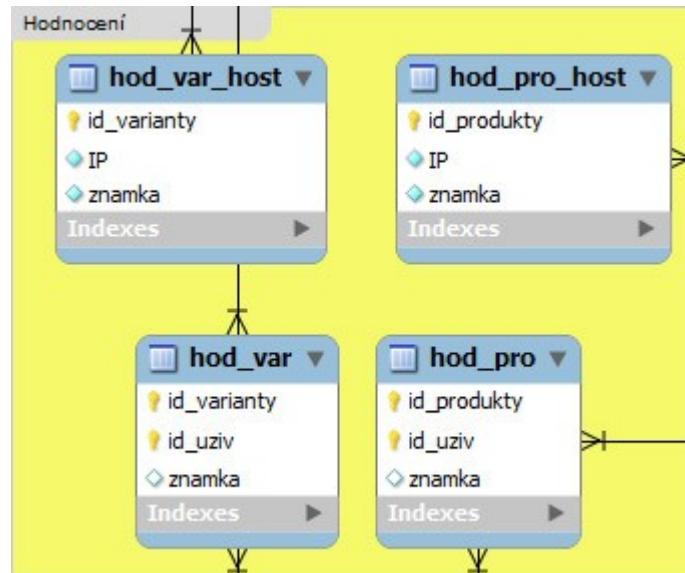 Hodnocení
hod_var_host
id_varianty
IP
znamka
Indexes
hod_pro_host
id_produkty
IP
znamka
Indexes
hod_var
id_varianty
id_uziv
znamka
Indexes
hod_pro
id_produkty
id_uziv
znamka
Indexes